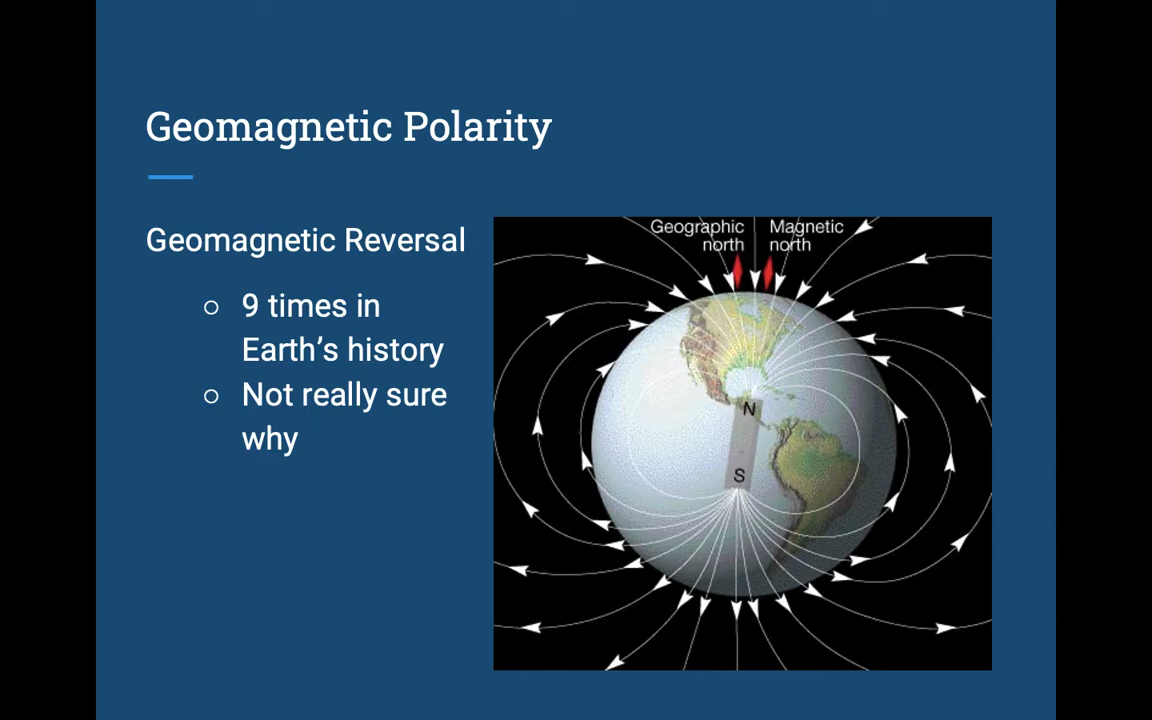 Geomagnetic Polarity
Geomagnetic Reversal
○ 9 times in
Earth’s history
○ Not really sure
why
Geographic
north
Magnetic
north
N
S